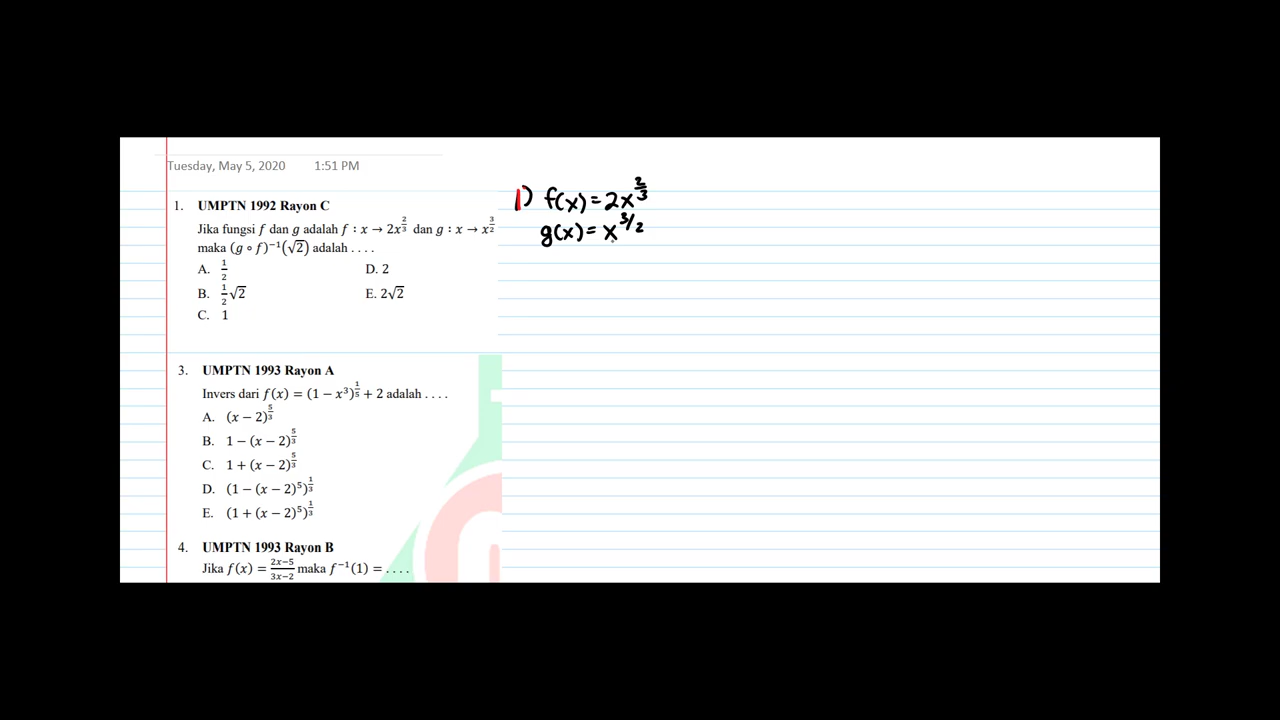 Tuesday, May 5, 2020 1:51 PM
1. UMPTN 1992 Rayon C
Jika fungsi f dan g adalah f : x → 2x^{2/3} dan g : x → x^{3/2}
maka (g ∘ f)^{−1}(√2) adalah . . . .
A. 1/2 D. 2
B. 1/2 √2 E. 2√2
C. 1
3. UMPTN 1993 Rayon A
Invers dari f(x) = (1 − x^3)^{1/5} + 2 adalah . . . .
A. (x − 2)^{5/3}
B. 1 − (x − 2)^{5/3}
C. 1 + (x − 2)^{5/3}
D. (1 − (x − 2)^5)^{1/3}
E. (1 + (x − 2)^5)^{1/3}
4. UMPTN 1993 Rayon B
Jika f(x) = (2x−5)/(3x−2) maka f^{−1}(1) = . . . .
1) f(x) = 2x^{2/3}
g(x) = x^{3/2}